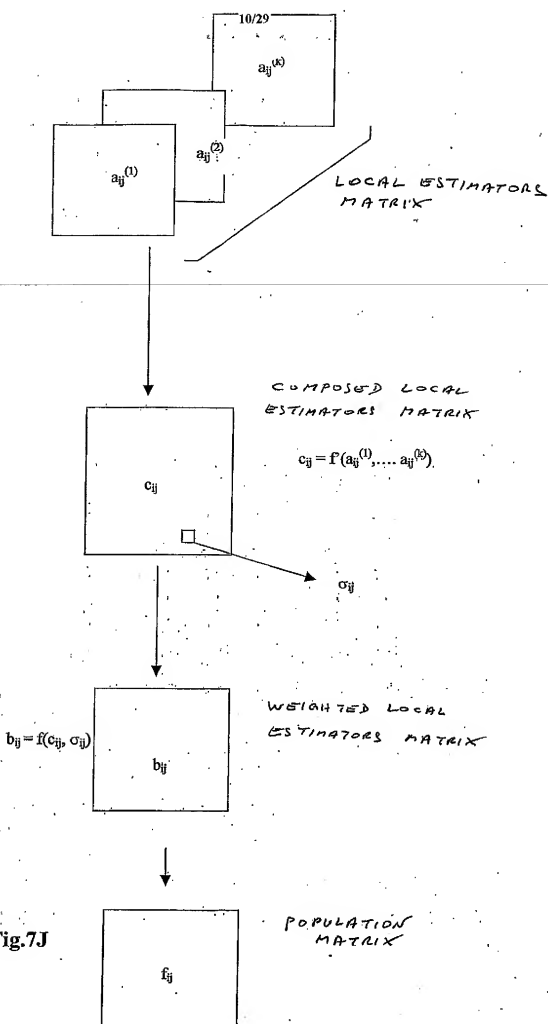 10/29
aᵢⱼ⁽ᴷ⁾
aᵢⱼ⁽²⁾
aᵢⱼ⁽¹⁾
LOCAL ESTIMATORS
MATRIX
COMPOSED LOCAL
ESTIMATORS MATRIX
cᵢⱼ = f'(aᵢⱼ⁽¹⁾,.... aᵢⱼ⁽ᵏ⁾)
cᵢⱼ
σᵢⱼ
WEIGHTED LOCAL
ESTIMATORS MATRIX
bᵢⱼ = f(cᵢⱼ, σᵢⱼ)
bᵢⱼ
POPULATION
MATRIX
ig.7J
fᵢⱼ